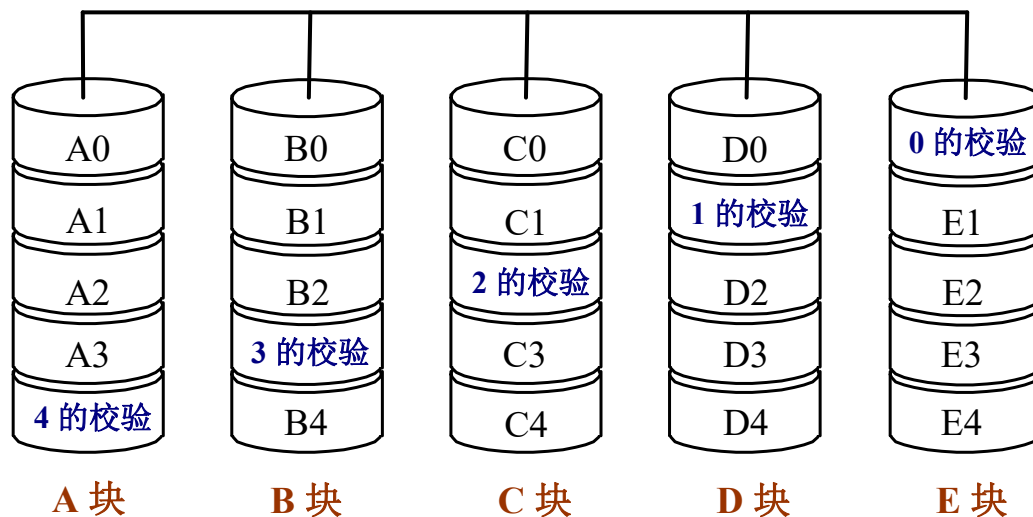 A0 B0 C0 D0 0 的校验
A1 B1 C1 1 的校验 E1
A2 B2 2 的校验 D2 E2
A3 3 的校验 C3 D3 E3
4 的校验 B4 C4 D4 E4
A 块 B 块 C 块 D 块 E 块